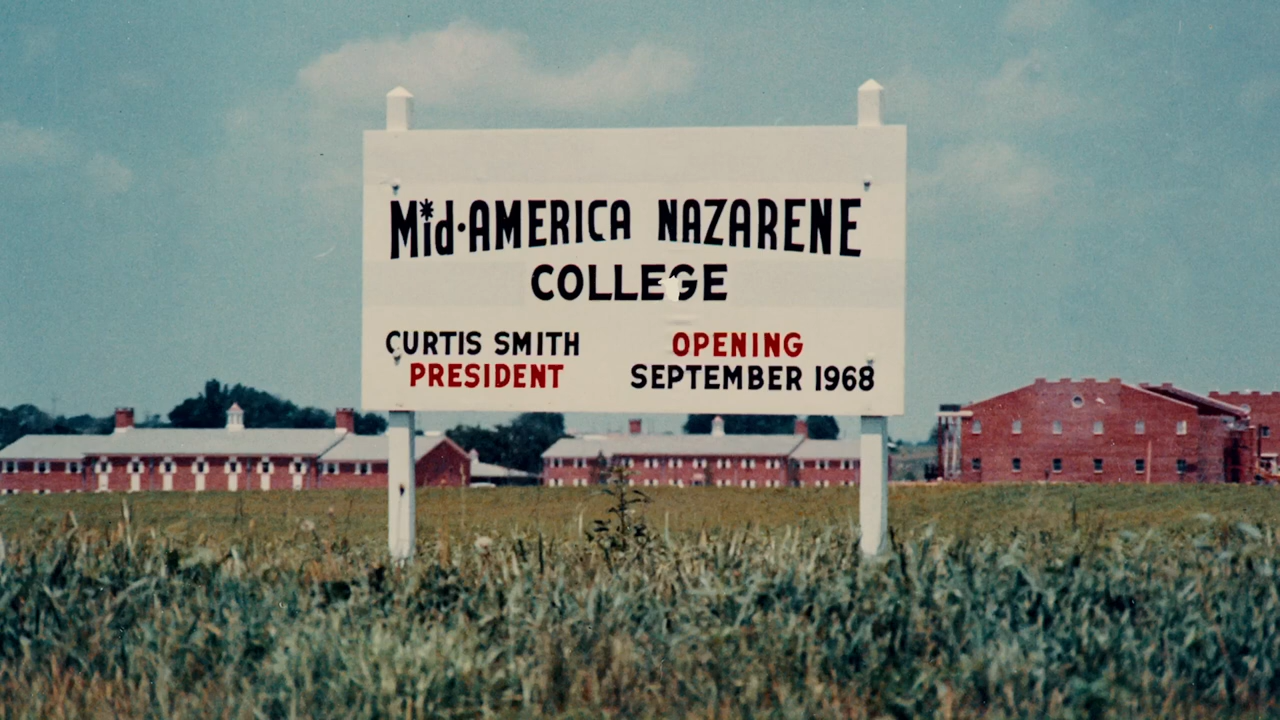 Mid·AMERICA NAZARENE
COLLEGE
CURTIS SMITH
PRESIDENT
OPENING
SEPTEMBER 1968